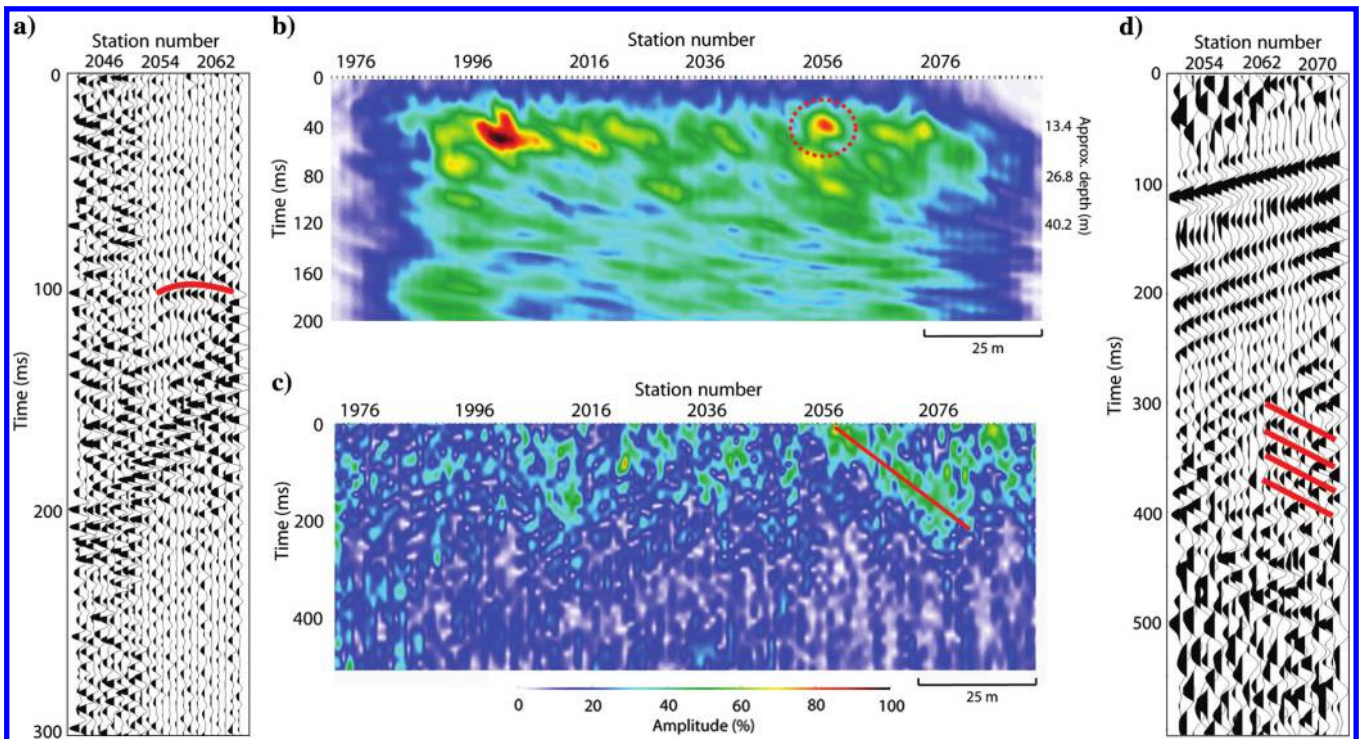 a)
Station number
2046 2054 2062
0
100
200
300
Time (ms)
b)
Station number
1976 1996 2016 2036 2056 2076
0
40
80
120
160
200
Time (ms)
13.4
26.8
40.2
Approx. depth (m)
25 m
c)
Station number
1976 1996 2016 2036 2056 2076
0
200
400
Time (ms)
25 m
0 20 40 60 80 100
Amplitude (%)
d)
Station number
2054 2062 2070
0
100
200
300
400
500
Time (ms)